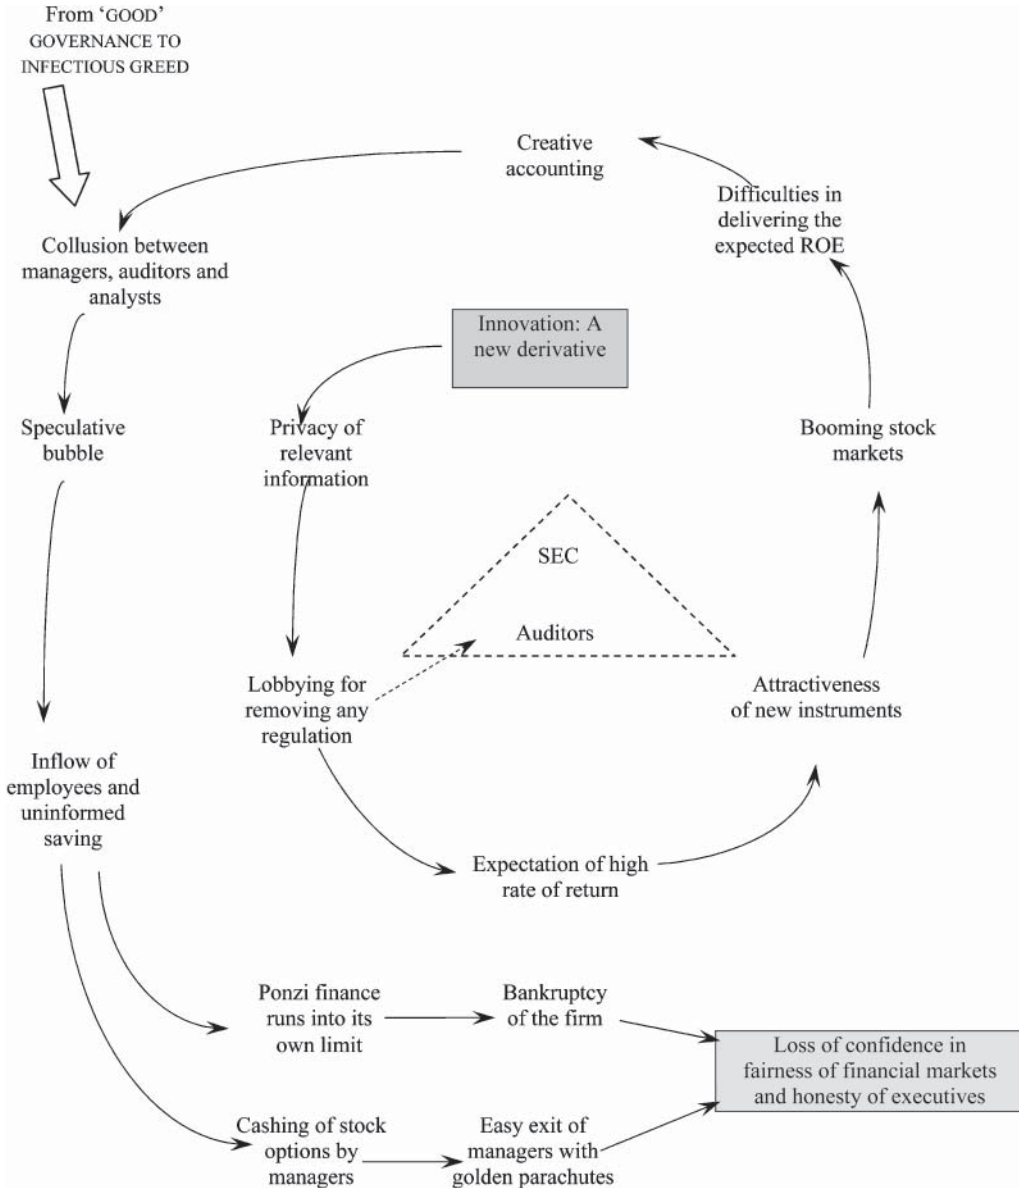 From ‘GOOD’
GOVERNANCE TO
INFECTIOUS GREED
Creative
accounting
Difficulties in
delivering the
expected ROE
Collusion between
managers, auditors and
analysts
Innovation: A
new derivative
Speculative
bubble
Privacy of
relevant
information
Booming stock
markets
SEC
Auditors
Lobbying for
removing any
regulation
Attractiveness
of new instruments
Inflow of
employees and
uninformed
saving
Expectation of high
rate of return
Ponzi finance
runs into its
own limit
Bankruptcy
of the firm
Loss of confidence in
fairness of financial markets
and honesty of executives
Cashing of stock
options by
managers
Easy exit of
managers with
golden parachutes